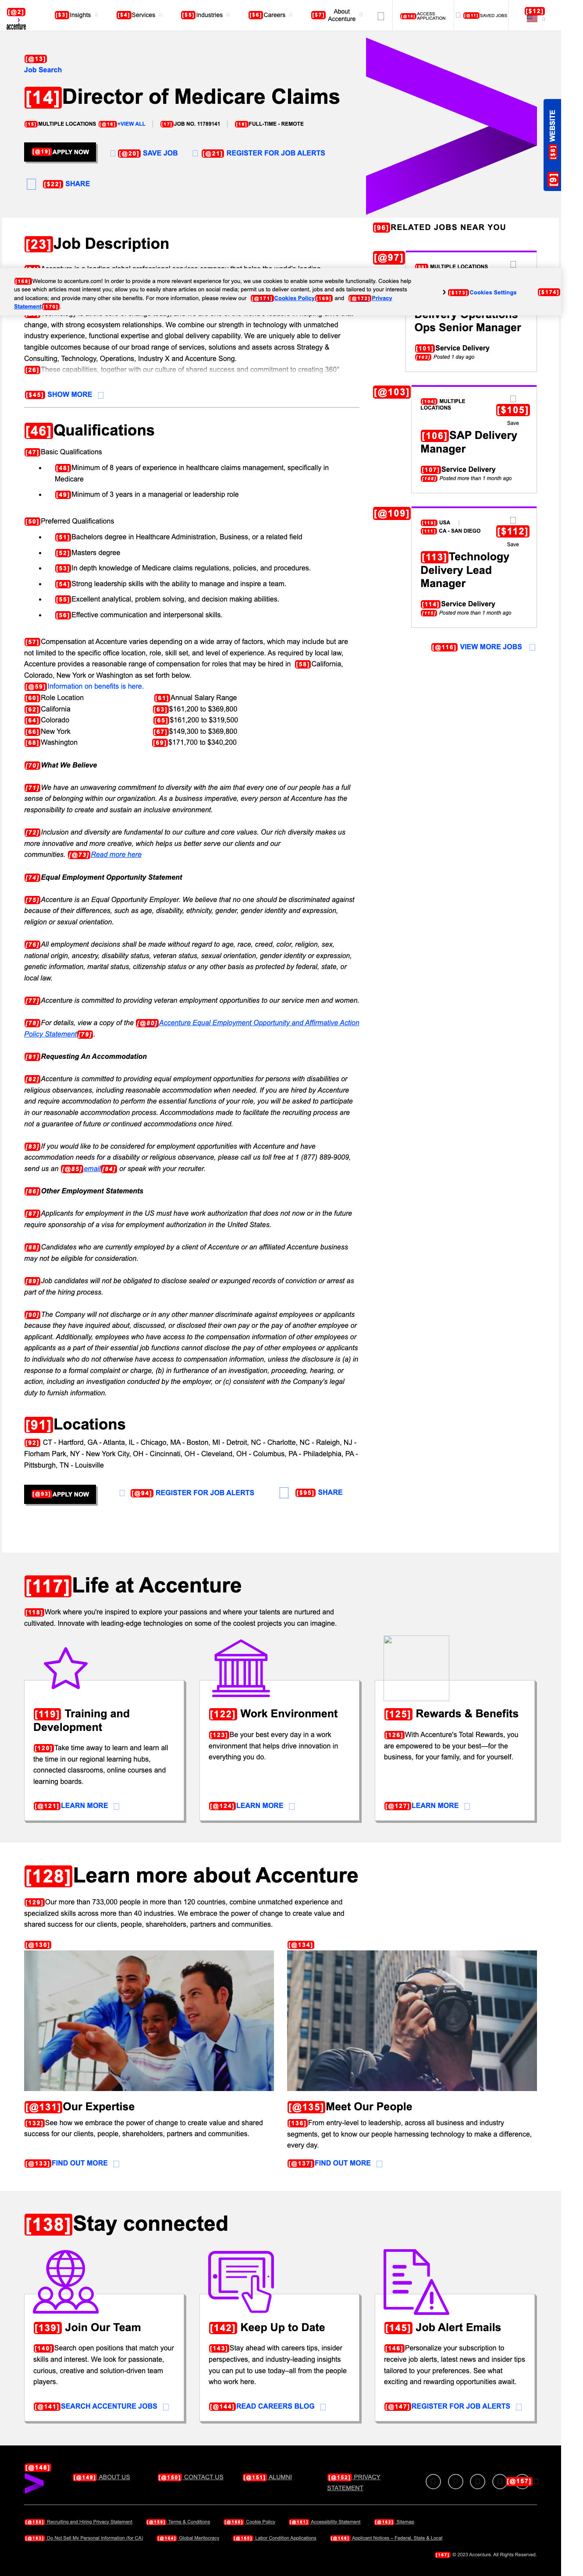 [@2] [$3]Insights [$4]Services [$5]Industries [$6]Careers [$7] About Accenture [@10]ACCESS APPLICATION [@11]SAVED JOBS [$12]
accenture
[$8] WEBSITE
[9]
[@13]
Job Search
[14]Director of Medicare Claims
[15]MULTIPLE LOCATIONS [@16]+VIEW ALL [17]JOB NO. 11789141 [18]FULL-TIME - REMOTE
[@19]APPLY NOW [@20] SAVE JOB [@21] REGISTER FOR JOB ALERTS
[$22] SHARE
[23]Job Description
[96]RELATED JOBS NEAR YOU
[@97]
MULTIPLE LOCATIONS
[168]Welcome to accenture.com! In order to provide a more relevant experience for you, we use cookies to enable some website functionality. Cookies help
us see which articles most interest you; allow you to easily share articles on social media; permit us to deliver content, jobs and ads tailored to your interests
and locations; and provide many other site benefits. For more information, please review our [@171]Cookies Policy[169] and [@172]Privacy
Statement[170]
[$173]Cookies Settings [$174]
change, with strong ecosystem relationships. We combine our strength in technology with unmatched
industry experience, functional expertise and global delivery capability. We are uniquely able to deliver
tangible outcomes because of our broad range of services, solutions and assets across Strategy &
Consulting, Technology, Operations, Industry X and Accenture Song.
[26]These capabilities, together with our culture of shared success and commitment to creating 360°
[$45] SHOW MORE
Delivery Operations
Ops Senior Manager
[101]Service Delivery
[102] Posted 1 day ago
[@103]
[104] MULTIPLE
LOCATIONS
[$105]
Save
[106]SAP Delivery
Manager
[107]Service Delivery
[108] Posted more than 1 month ago
[@109]
[110] USA
[111] CA - SAN DIEGO
[$112]
Save
[113]Technology
Delivery Lead
Manager
[114]Service Delivery
[115] Posted more than 1 month ago
[@116] VIEW MORE JOBS
[46]Qualifications
[47]Basic Qualifications
[48]Minimum of 8 years of experience in healthcare claims management, specifically in
Medicare
[49]Minimum of 3 years in a managerial or leadership role
[50]Preferred Qualifications
[51]Bachelors degree in Healthcare Administration, Business, or a related field
[52]Masters degree
[53]In depth knowledge of Medicare claims regulations, policies, and procedures.
[54]Strong leadership skills with the ability to manage and inspire a team.
[55]Excellent analytical, problem solving, and decision making abilities.
[56]Effective communication and interpersonal skills.
[57]Compensation at Accenture varies depending on a wide array of factors, which may include but are
not limited to the specific office location, role, skill set, and level of experience. As required by local law,
Accenture provides a reasonable range of compensation for roles that may be hired in [58]California,
Colorado, New York or Washington as set forth below.
[@59]Information on benefits is here.
[60]Role Location [61]Annual Salary Range
[62]California [63]$161,200 to $369,800
[64]Colorado [65]$161,200 to $319,500
[66]New York [67]$149,300 to $369,800
[68]Washington [69]$171,700 to $340,200
[70]What We Believe
[71]We have an unwavering commitment to diversity with the aim that every one of our people has a full
sense of belonging within our organization. As a business imperative, every person at Accenture has the
responsibility to create and sustain an inclusive environment.
[72]Inclusion and diversity are fundamental to our culture and core values. Our rich diversity makes us
more innovative and more creative, which helps us better serve our clients and our
communities. [@73]Read more here
[74]Equal Employment Opportunity Statement
[75]Accenture is an Equal Opportunity Employer. We believe that no one should be discriminated against
because of their differences, such as age, disability, ethnicity, gender, gender identity and expression,
religion or sexual orientation.
[76]All employment decisions shall be made without regard to age, race, creed, color, religion, sex,
national origin, ancestry, disability status, veteran status, sexual orientation, gender identity or expression,
genetic information, marital status, citizenship status or any other basis as protected by federal, state, or
local law.
[77]Accenture is committed to providing veteran employment opportunities to our service men and women.
[78]For details, view a copy of the [@80]Accenture Equal Employment Opportunity and Affirmative Action
Policy Statement[79].
[81]Requesting An Accommodation
[82]Accenture is committed to providing equal employment opportunities for persons with disabilities or
religious observances, including reasonable accommodation when needed. If you are hired by Accenture
and require accommodation to perform the essential functions of your role, you will be asked to participate
in our reasonable accommodation process. Accommodations made to facilitate the recruiting process are
not a guarantee of future or continued accommodations once hired.
[83]If you would like to be considered for employment opportunities with Accenture and have
accommodation needs for a disability or religious observance, please call us toll free at 1 (877) 889-9009,
send us an [@85]email[84] or speak with your recruiter.
[86]Other Employment Statements
[87]Applicants for employment in the US must have work authorization that does not now or in the future
require sponsorship of a visa for employment authorization in the United States.
[88]Candidates who are currently employed by a client of Accenture or an affiliated Accenture business
may not be eligible for consideration.
[89]Job candidates will not be obligated to disclose sealed or expunged records of conviction or arrest as
part of the hiring process.
[90]The Company will not discharge or in any other manner discriminate against employees or applicants
because they have inquired about, discussed, or disclosed their own pay or the pay of another employee or
applicant. Additionally, employees who have access to the compensation information of other employees or
applicants as a part of their essential job functions cannot disclose the pay of other employees or applicants
to individuals who do not otherwise have access to compensation information, unless the disclosure is (a) in
response to a formal complaint or charge, (b) in furtherance of an investigation, proceeding, hearing, or
action, including an investigation conducted by the employer, or (c) consistent with the Company's legal
duty to furnish information.
[91]Locations
[92] CT - Hartford, GA - Atlanta, IL - Chicago, MA - Boston, MI - Detroit, NC - Charlotte, NC - Raleigh, NJ -
Florham Park, NY - New York City, OH - Cincinnati, OH - Cleveland, OH - Columbus, PA - Philadelphia, PA -
Pittsburgh, TN - Louisville
[@93]APPLY NOW [@94] REGISTER FOR JOB ALERTS [$95] SHARE
[117]Life at Accenture
[118]Work where you're inspired to explore your passions and where your talents are nurtured and
cultivated. Innovate with leading-edge technologies on some of the coolest projects you can imagine.
[119] Training and
Development
[120]Take time away to learn and learn all
the time in our regional learning hubs,
connected classrooms, online courses and
learning boards.
[@121]LEARN MORE
[122] Work Environment
[123]Be your best every day in a work
environment that helps drive innovation in
everything you do.
[@124]LEARN MORE
[125] Rewards & Benefits
[126]With Accenture's Total Rewards, you
are empowered to be your best—for the
business, for your family, and for yourself.
[@127]LEARN MORE
[128]Learn more about Accenture
[129]Our more than 733,000 people in more than 120 countries, combine unmatched experience and
specialized skills across more than 40 industries. We embrace the power of change to create value and
shared success for our clients, people, shareholders, partners and communities.
[@130] [@134]
[@131]Our Expertise
[132]See how we embrace the power of change to create value and shared
success for our clients, people, shareholders, partners and communities.
[@133]FIND OUT MORE
[@135]Meet Our People
[136]From entry-level to leadership, across all business and industry
segments, get to know our people harnessing technology to make a difference,
every day.
[@137]FIND OUT MORE
[138]Stay connected
[139] Join Our Team
[140]Search open positions that match your
skills and interest. We look for passionate,
curious, creative and solution-driven team
players.
[@141]SEARCH ACCENTURE JOBS
[142] Keep Up to Date
[143]Stay ahead with careers tips, insider
perspectives, and industry-leading insights
you can put to use today–all from the people
who work here.
[@144]READ CAREERS BLOG
[145] Job Alert Emails
[146]Personalize your subscription to
receive job alerts, latest news and insider tips
tailored to your preferences. See what
exciting and rewarding opportunities await.
[@147]REGISTER FOR JOB ALERTS
[@148]
[@149] ABOUT US [@150] CONTACT US [@151] ALUMNI [@152] PRIVACY
STATEMENT
[@157]
[@158] Recruiting and Hiring Privacy Statement [@159] Terms & Conditions [@160] Cookie Policy [@161] Accessibility Statement [@162] Sitemap
[@163] Do Not Sell My Personal Information (for CA) [@164] Global Meritocracy [@165] Labor Condition Applications [@166] Applicant Notices – Federal, State & Local
[167] © 2023 Accenture. All Rights Reserved.